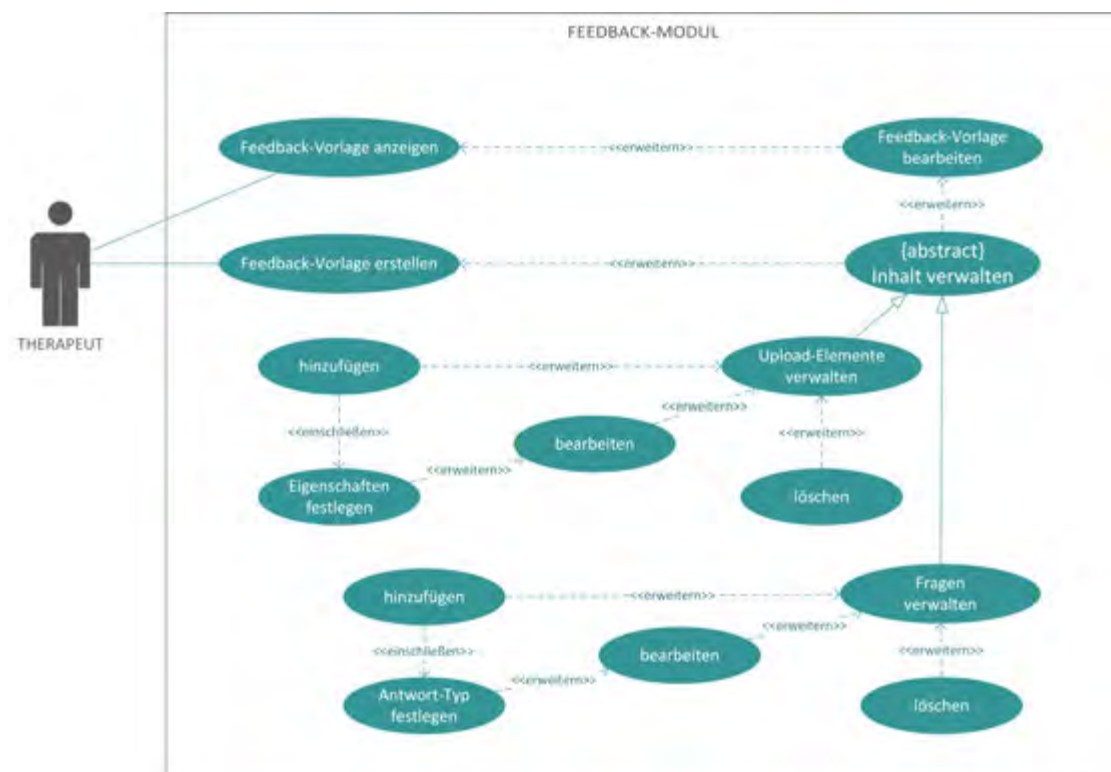 FEEDBACK-MODUL
Feedback-Vorlage anzeigen
<<erweitern>>
Feedback-Vorlage
bearbeiten
<<erweitern>>
THERAPEUT
Feedback-Vorlage erstellen
<<erweitern>>
{abstract}
Inhalt verwalten
hinzufügen
<<erweitern>>
Upload-Elemente
verwalten
<<erweitern>>
<<einschließen>>
bearbeiten
<<erweitern>>
<<erweitern>>
Eigenschaften
festlegen
löschen
hinzufügen
<<erweitern>>
Fragen
verwalten
<<erweitern>>
<<einschließen>>
bearbeiten
<<erweitern>>
<<erweitern>>
Antwort-Typ
festlegen
löschen